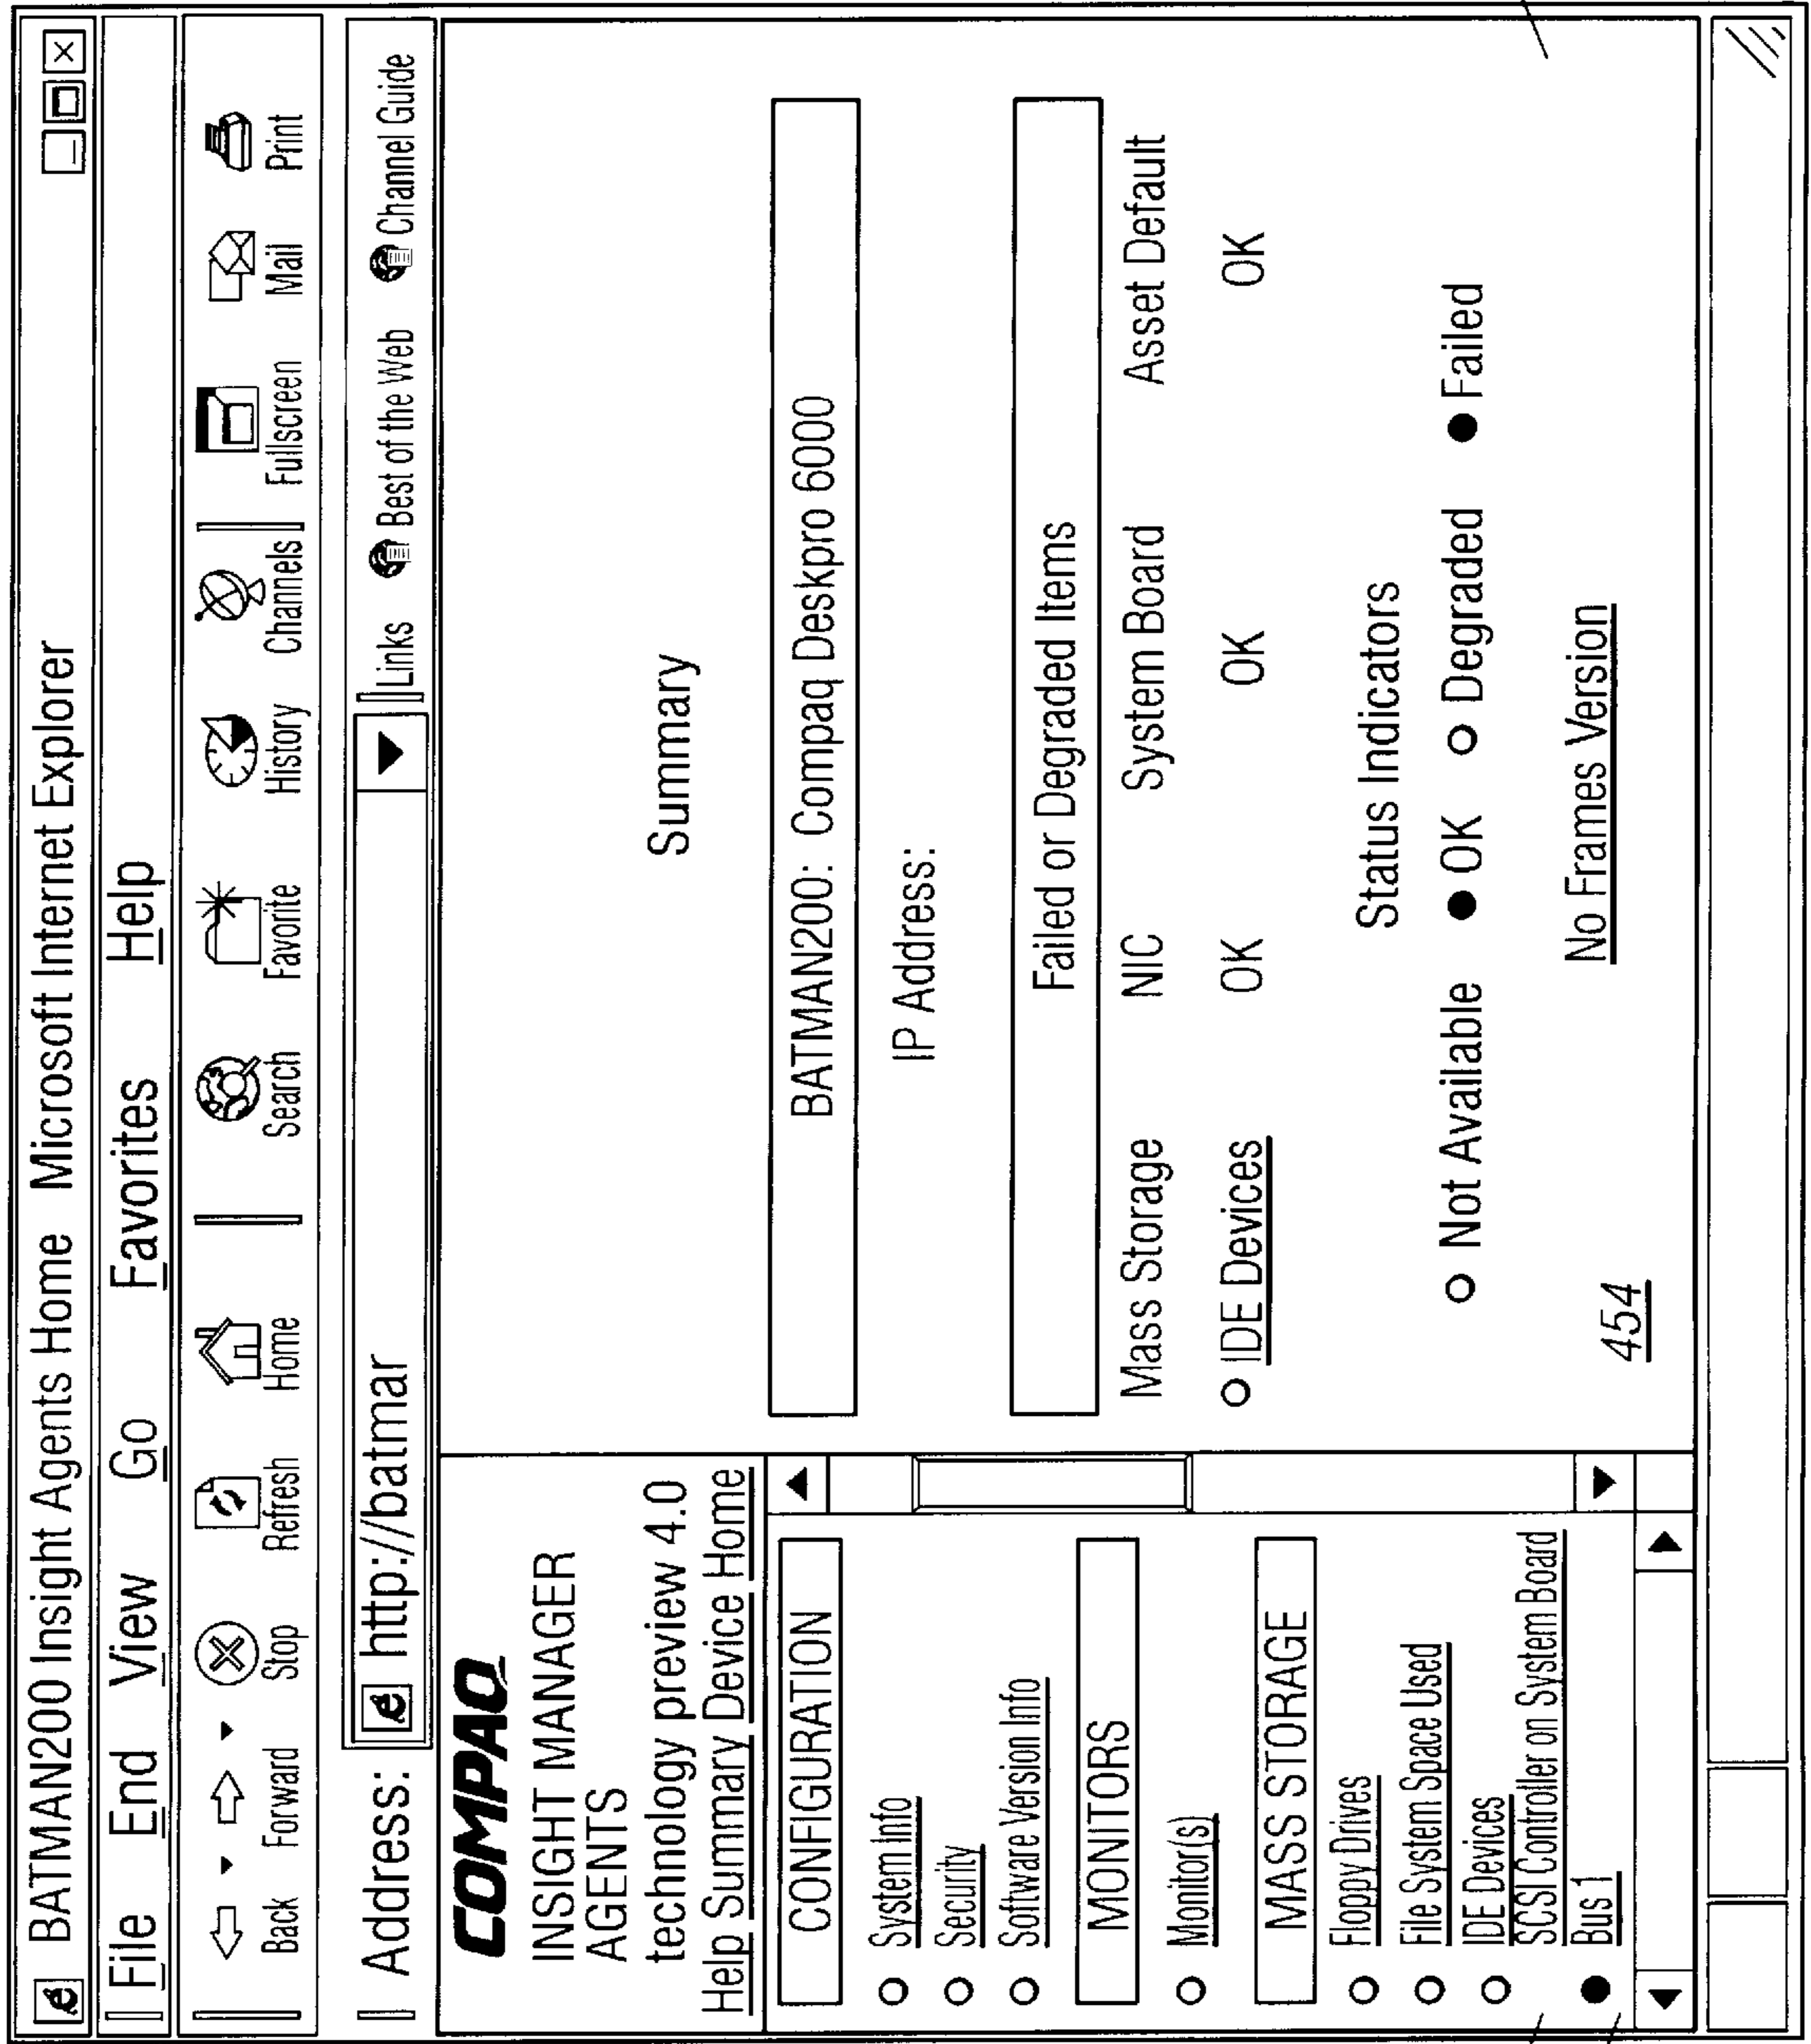 BATMAN200 Insight Agents Home Microsoft Internet Explorer
File End View Go Favorites Help
Back Forward Stop Refresh Home Search Favorite History Channels Fullscreen Mail Print
Address: http://batmar Links Best of the Web Channel Guide
COMPAQ
INSIGHT MANAGER
AGENTS
technology preview 4.0
Help Summary Device Home
CONFIGURATION
System Info
Security
Software Version Info
MONITORS
Monitor(s)
MASS STORAGE
Floppy Drives
File System Space Used
IDE Devices
SCSI Controller on System Board
Bus 1
Summary
BATMAN200: Compaq Deskpro 6000
IP Address:
Failed or Degraded Items
Mass Storage NIC System Board Asset Default
IDE Devices OK OK OK
Status Indicators
Not Available OK Degraded Failed
No Frames Version
454